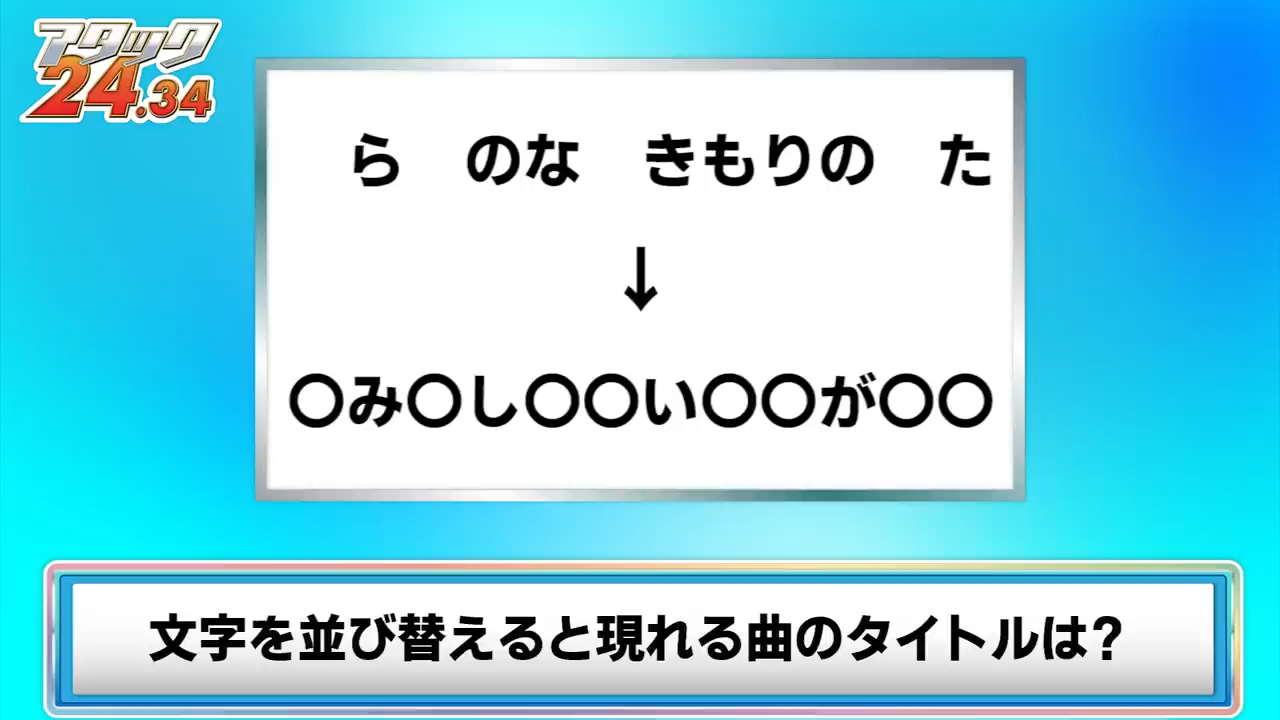 アタック
24.34
ら のな きもりの た
↓
〇み〇し〇〇い〇〇が〇〇
文字を並び替えると現れる曲のタイトルは？